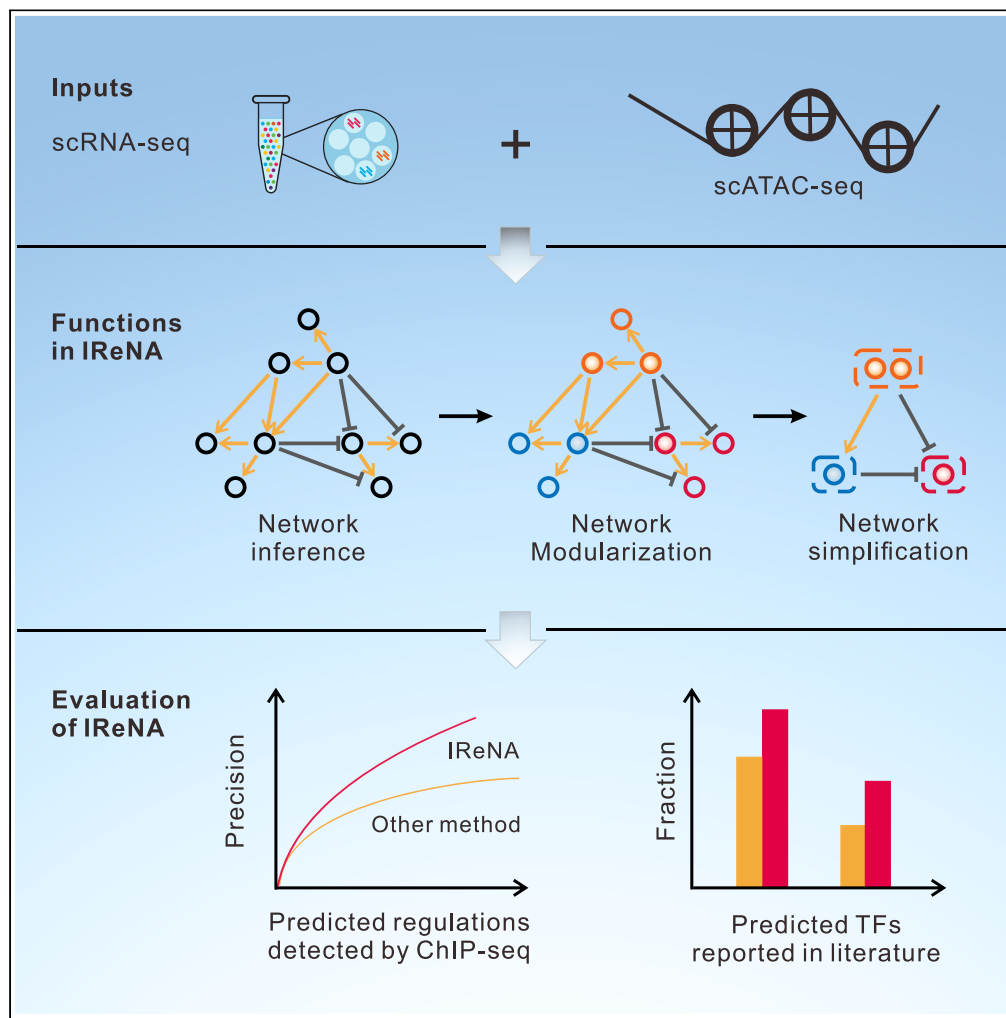 Inputs
scRNA-seq
+
scATAC-seq
Functions
in IReNA
Network
inference
Network
Modularization
Network
simplification
Evaluation
of IReNA
Precision
IReNA
Other method
Predicted regulations
detected by ChIP-seq
Fraction
Predicted TFs
reported in literature